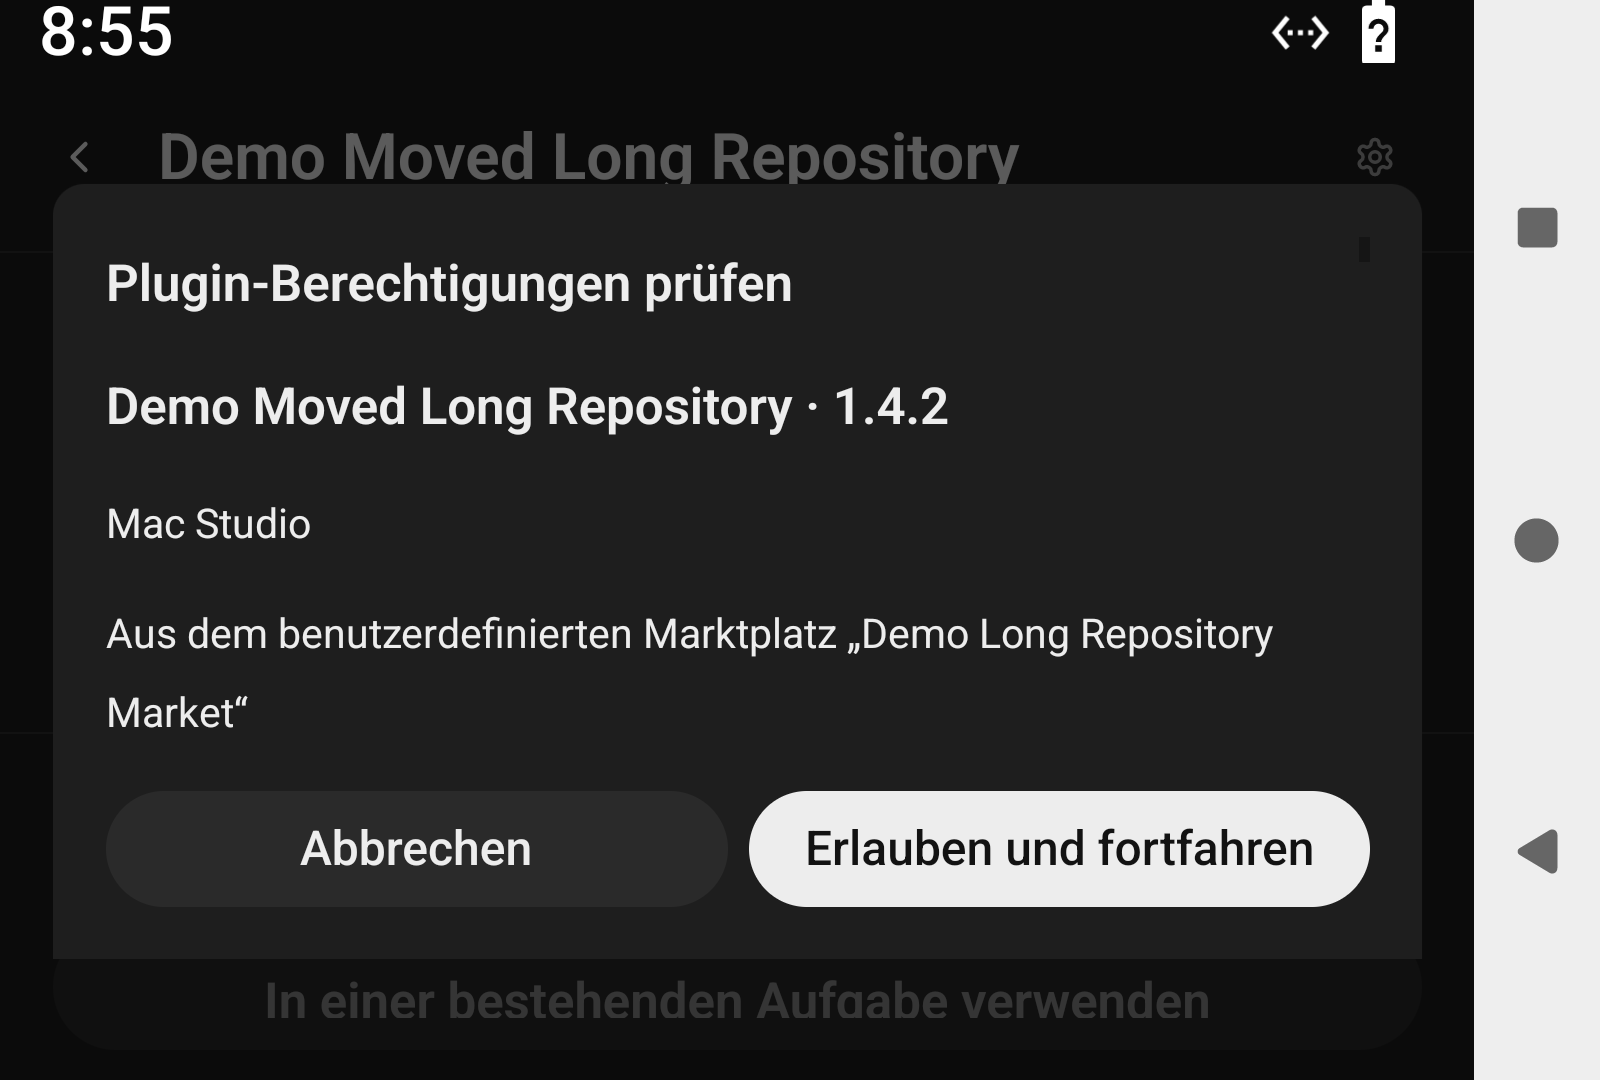 8:55
Demo Moved Long Repository
Plugin-Berechtigungen prüfen
Demo Moved Long Repository · 1.4.2
Mac Studio
Aus dem benutzerdefinierten Marktplatz „Demo Long Repository
Market“
Abbrechen
Erlauben und fortfahren
In einer bestehenden Aufgabe verwenden